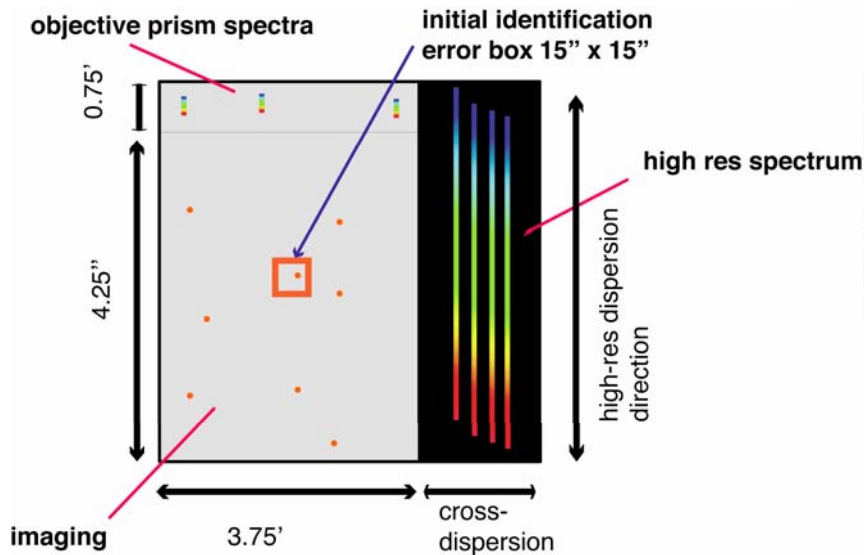 objective prism spectra
initial identification
error box 15” x 15”
0.75’
high res spectrum
4.25”
high-res dispersion
direction
imaging
3.75’
cross-
dispersion